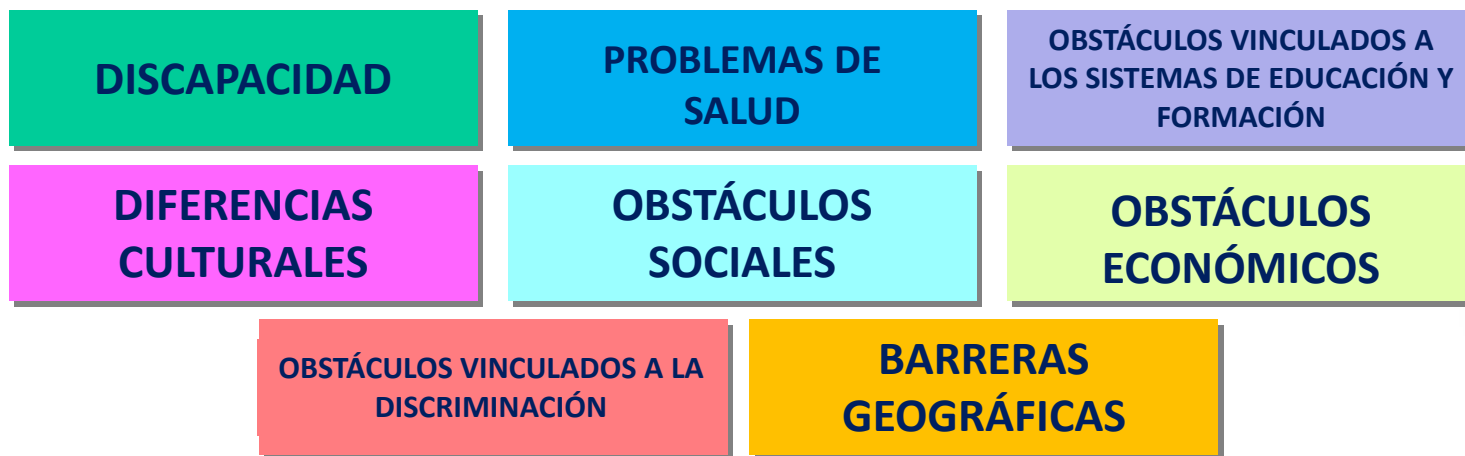 DISCAPACIDAD
PROBLEMAS DE
SALUD
OBSTÁCULOS VINCULADOS A
LOS SISTEMAS DE EDUCACIÓN Y
FORMACIÓN
DIFERENCIAS
CULTURALES
OBSTÁCULOS
SOCIALES
OBSTÁCULOS
ECONÓMICOS
OBSTÁCULOS VINCULADOS A LA
DISCRIMINACIÓN
BARRERAS
GEOGRÁFICAS